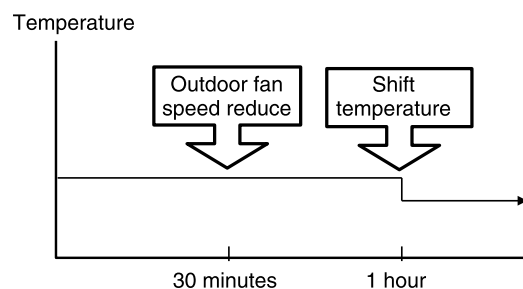 Temperature
Outdoor fan
speed reduce
Shift
temperature
30 minutes
1 hour